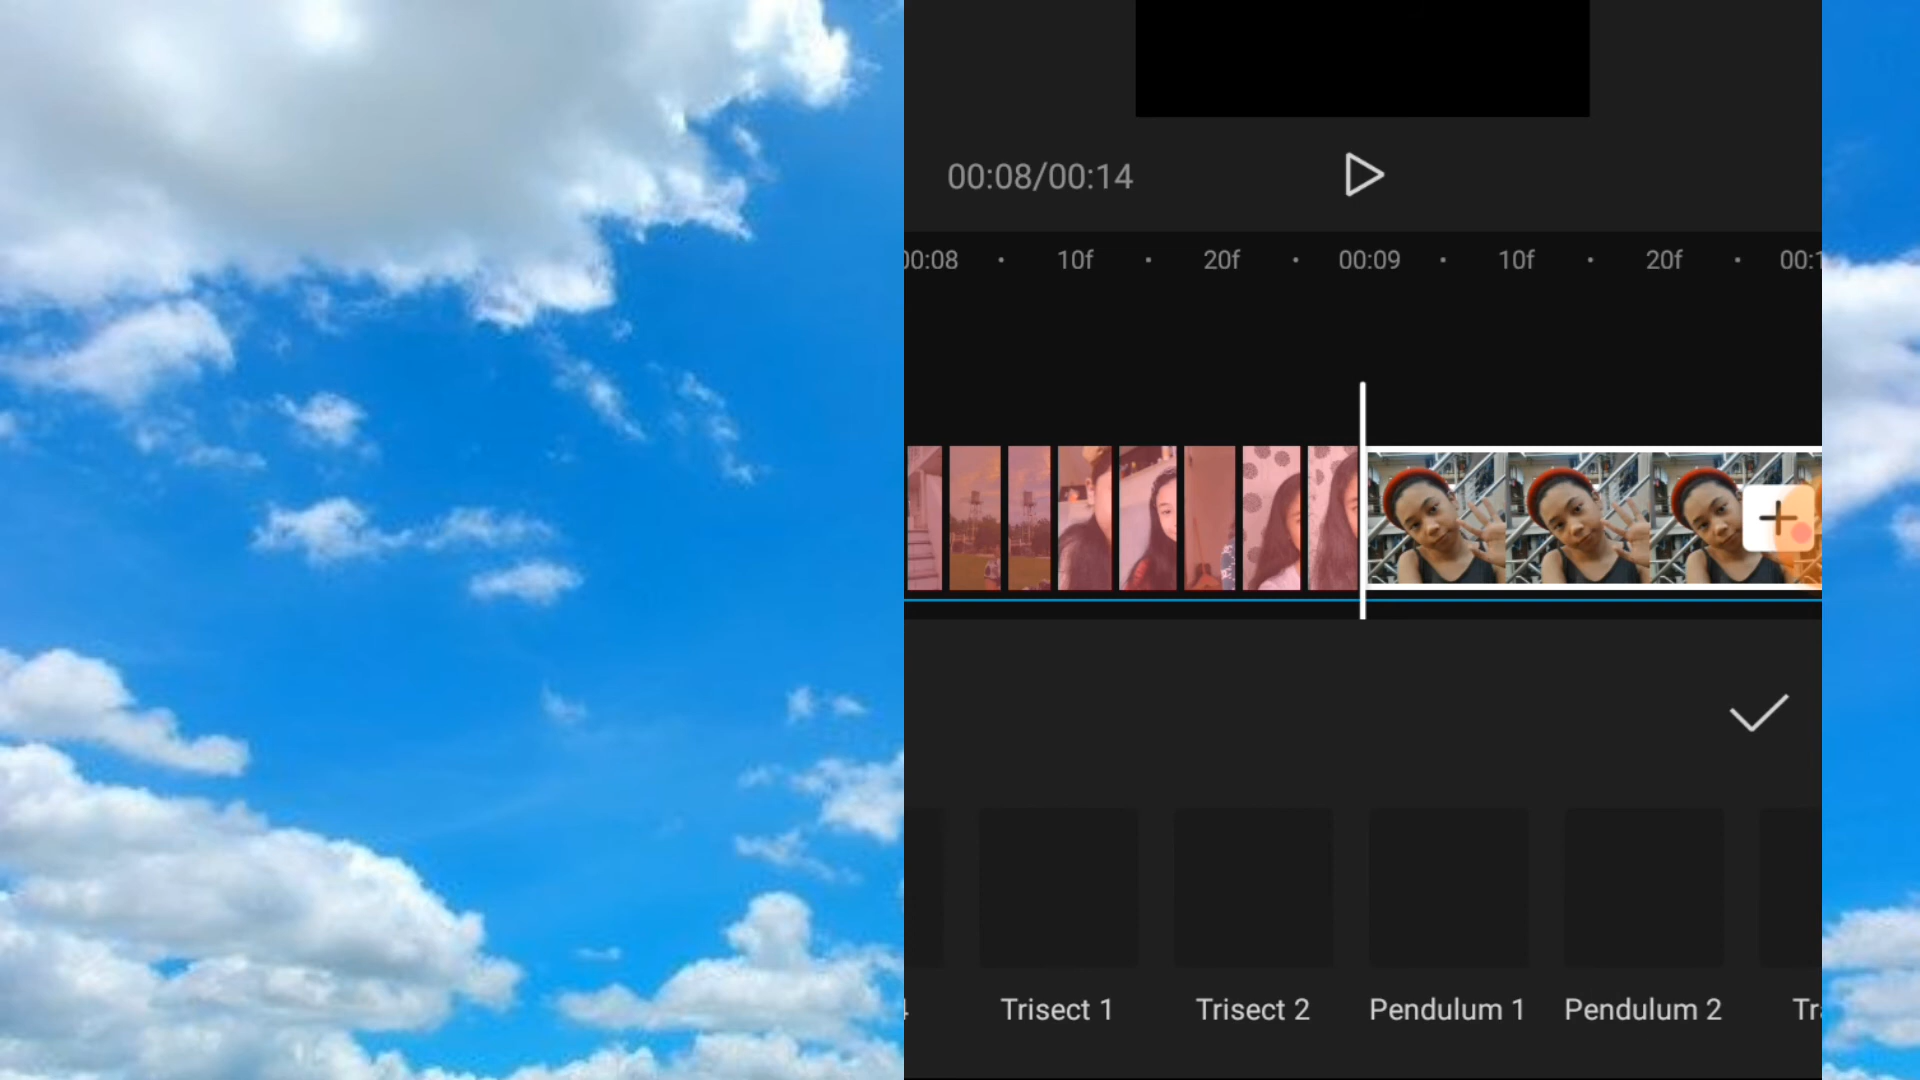 00:08/00:14
00:08 10f 20f 00:09 10f 20f
Trisect 1 Trisect 2 Pendulum 1 Pendulum 2